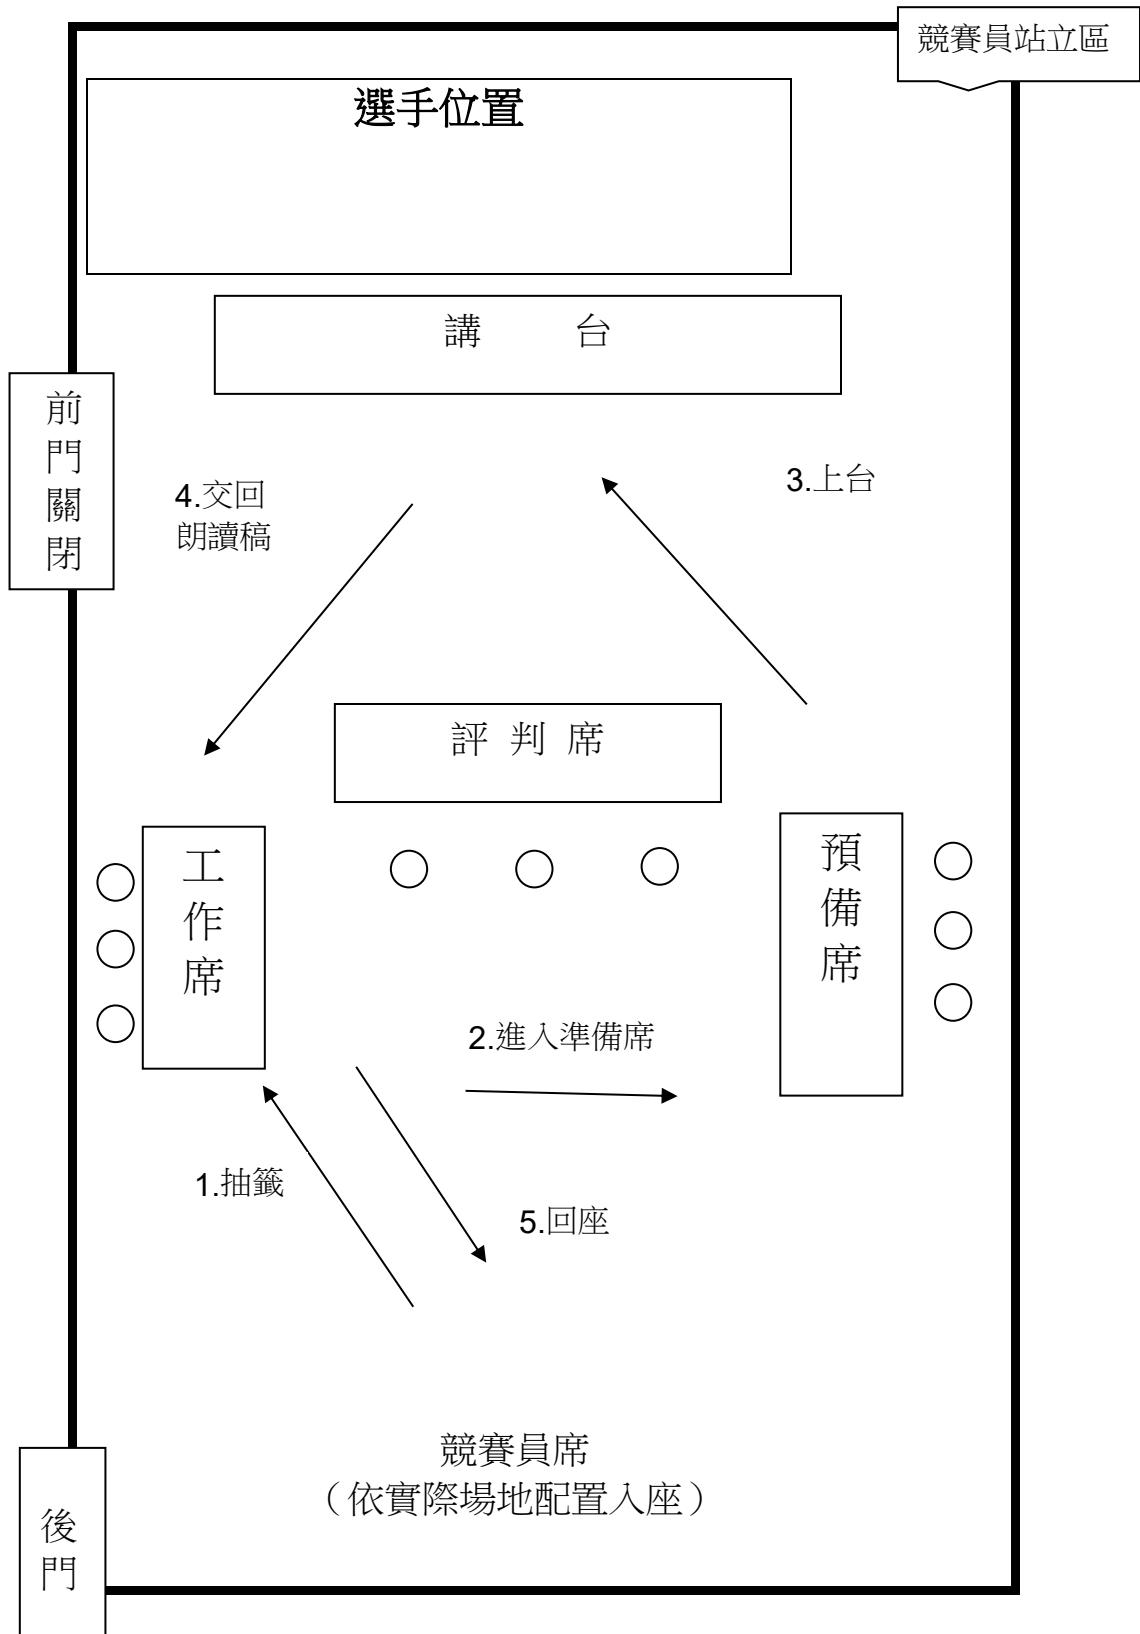 競賽員站立區
選手位置
講 台
前門關閉
4.交回
朗讀稿
3.上台
評 判 席
工作席
預備席
2.進入準備席
1.抽籤
5.回座
競賽員席
（依實際場地配置入座）
後門